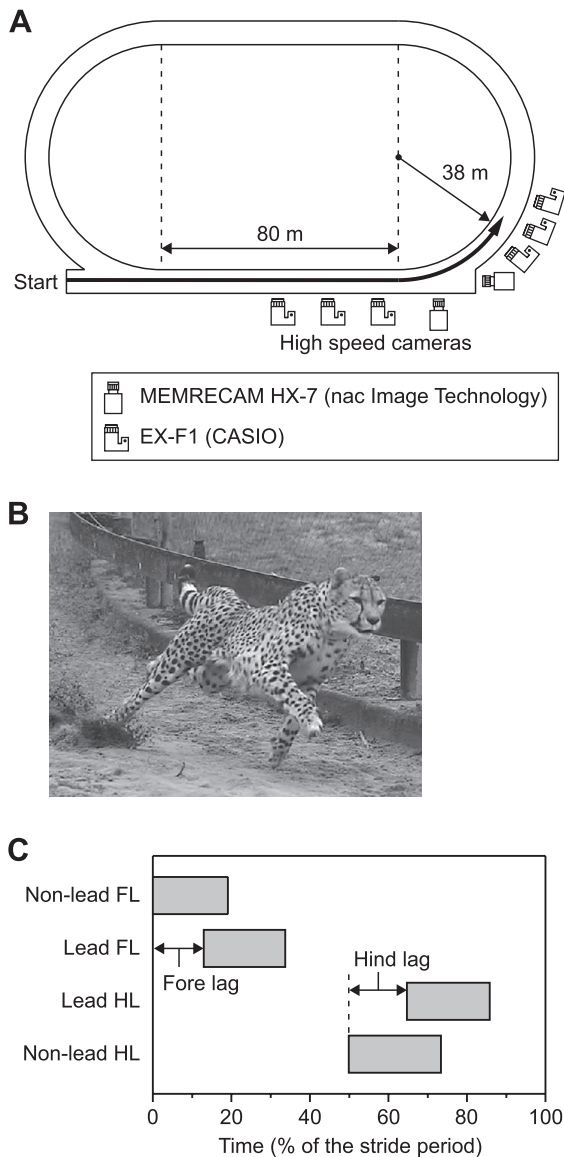 A
38 m
80 m
Start
High speed cameras
MEMRECAM HX-7 (nac Image Technology)
EX-F1 (CASIO)
B
C
Non-lead FL
Lead FL
Fore lag
Hind lag
Lead HL
Non-lead HL
0 20 40 60 80 100
Time (% of the stride period)